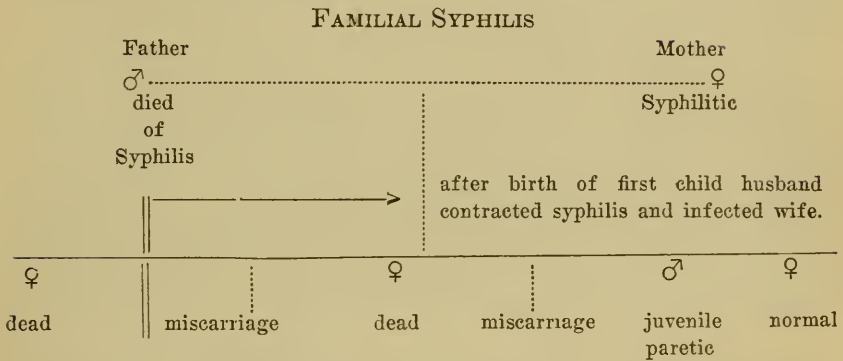 FAMILIAL SYPHILIS
Father Mother
♂ ♀
died Syphilitic
of
Syphilis
after birth of first child husband
contracted syphilis and infected wife.
♀ ♀ ♂ ♀
dead miscarriage dead miscarriage juvenile normal
paretic